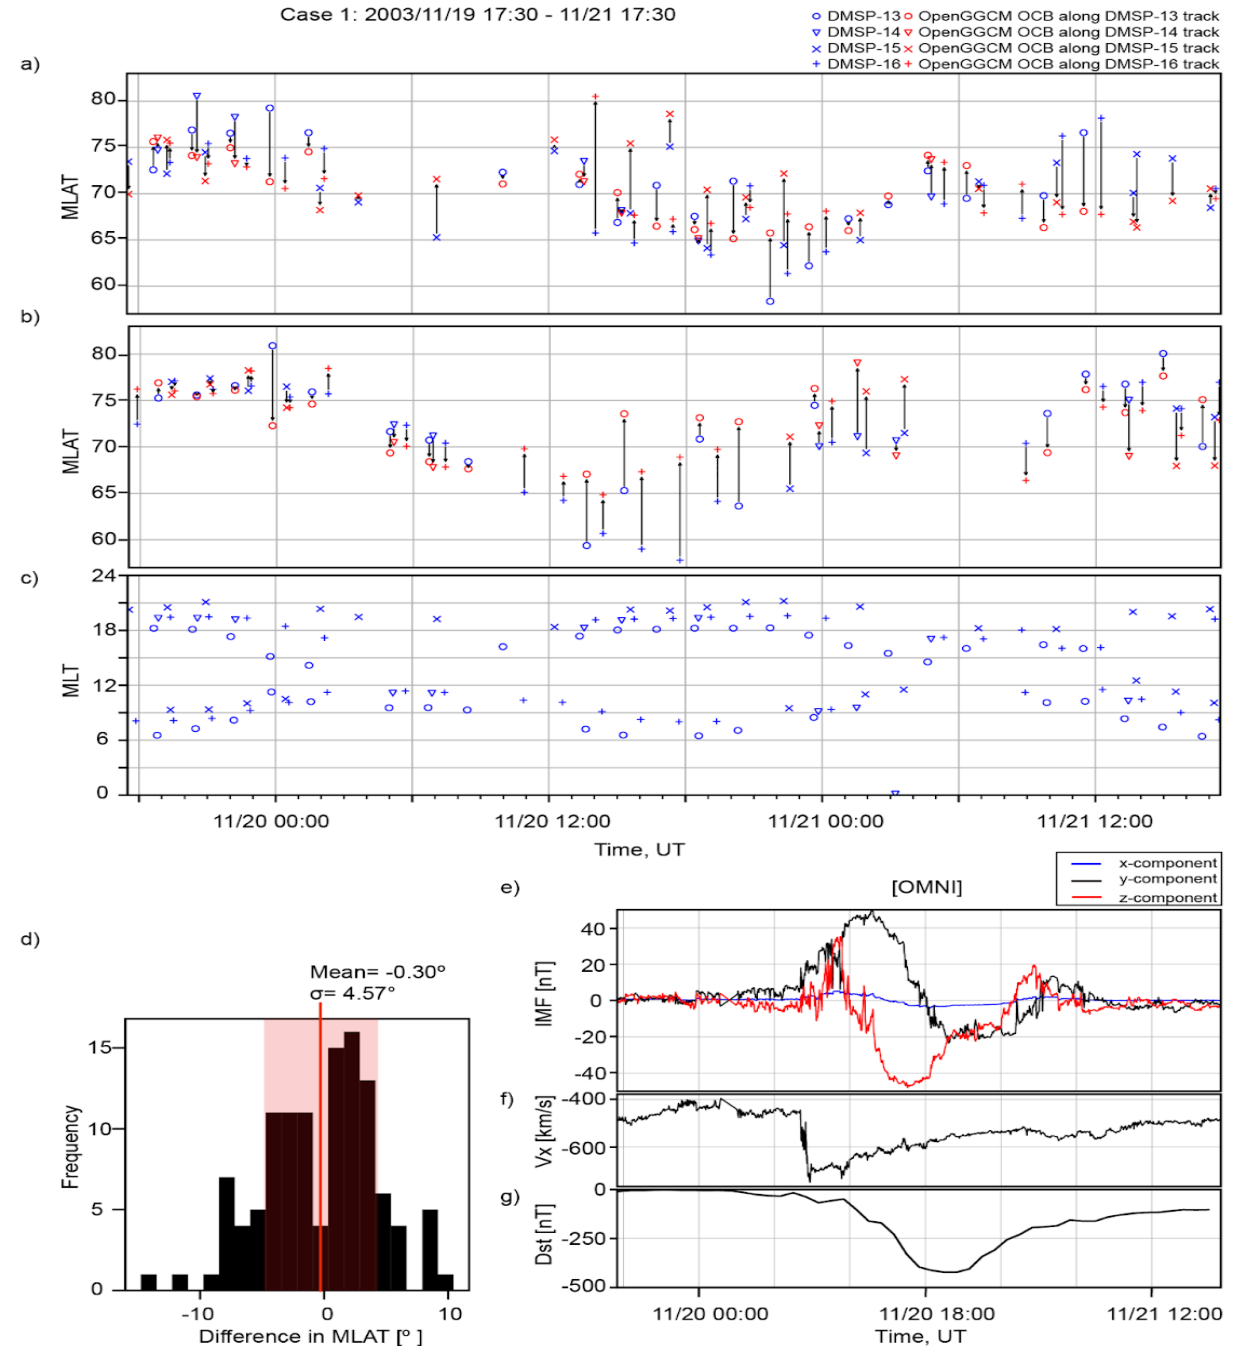 Case 1: 2003/11/19 17:30 - 11/21 17:30
DMSP-13 OpenGGCM OCB along DMSP-13 track
DMSP-14 OpenGGCM OCB along DMSP-14 track
DMSP-15 OpenGGCM OCB along DMSP-15 track
DMSP-16 OpenGGCM OCB along DMSP-16 track
a)
80
75
70
65
60
MLAT
b)
80
75
70
65
60
MLAT
c)
24
18
12
6
0
MLT
11/20 00:00 11/20 12:00 11/21 00:00 11/21 12:00
Time, UT
x-component
y-component
z-component
d)
Mean= -0.30º
σ= 4.57°
15
10
5
0
Frequency
-10 0 10
Difference in MLAT [º ]
e)
[OMNI]
40
20
0
-20
-40
IMF [nT]
f)
-400
-600
Vx [km/s]
g)
0
-250
-500
Dst [nT]
11/20 00:00 11/20 18:00 11/21 12:00
Time, UT